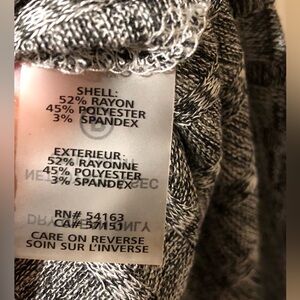 SHELL:
52% RAYON
45% POLYESTER
3% SPANDEX
EXTERIEUR:
52% RAYONNE
45% POLYESTER
3% SPANDEX
RN# 54163
CA# 57151
CARE ON REVERSE
SOIN SUR L'INVERSE